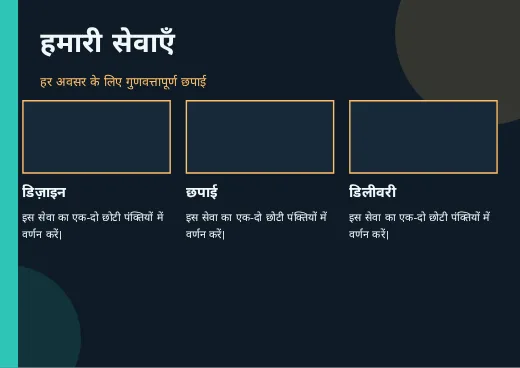 हमारी सेवाएँ
हर अवसर के लिए गुणवत्तापूर्ण छपाई
डिज़ाइन
इस सेवा का एक-दो छोटी पंक्तियों में
वर्णन करें|
छपाई
इस सेवा का एक-दो छोटी पंक्तियों में
वर्णन करें|
डिलीवरी
इस सेवा का एक-दो छोटी पंक्तियों में
वर्णन करें|